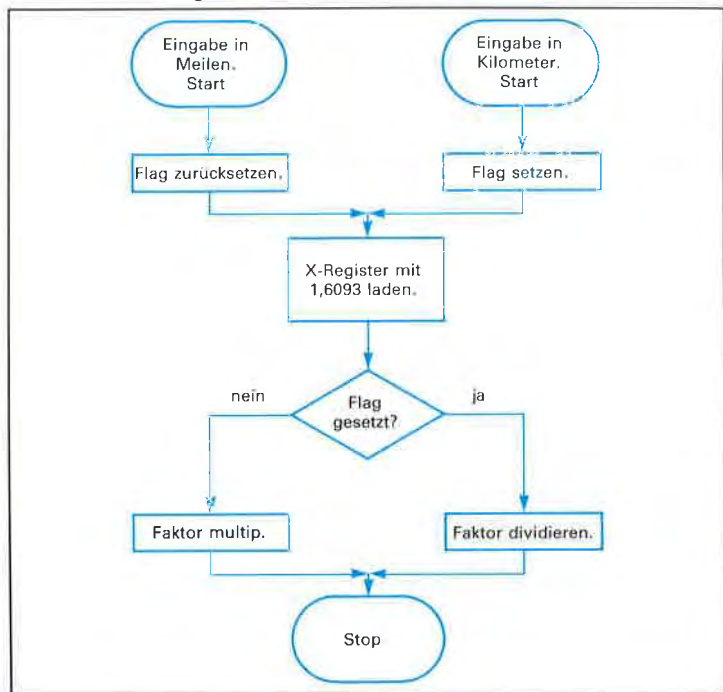 Eingabe in
Meilen.
Start
Eingabe in
Kilometer.
Start
Flag zurücksetzen.
Flag setzen.
X-Register mit
1,6093 laden.
nein
Flag
gesetzt?
ja
Faktor multip.
Faktor dividieren.
Stop